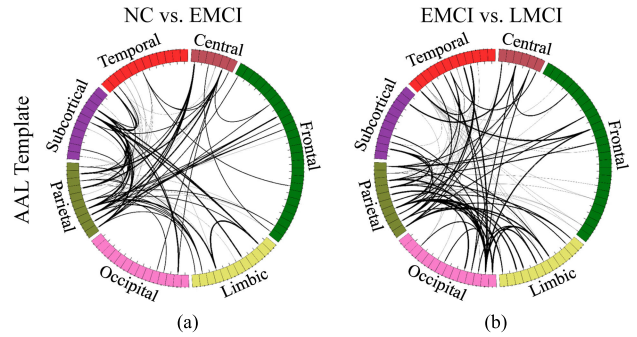 NC vs. EMCI
EMCI vs. LMCI
AAL Template
Temporal
Central
Subcortical
Frontal
Parietal
Occipital
Limbic
(a)
Temporal
Central
Subcortical
Frontal
Parietal
Occipital
Limbic
(b)